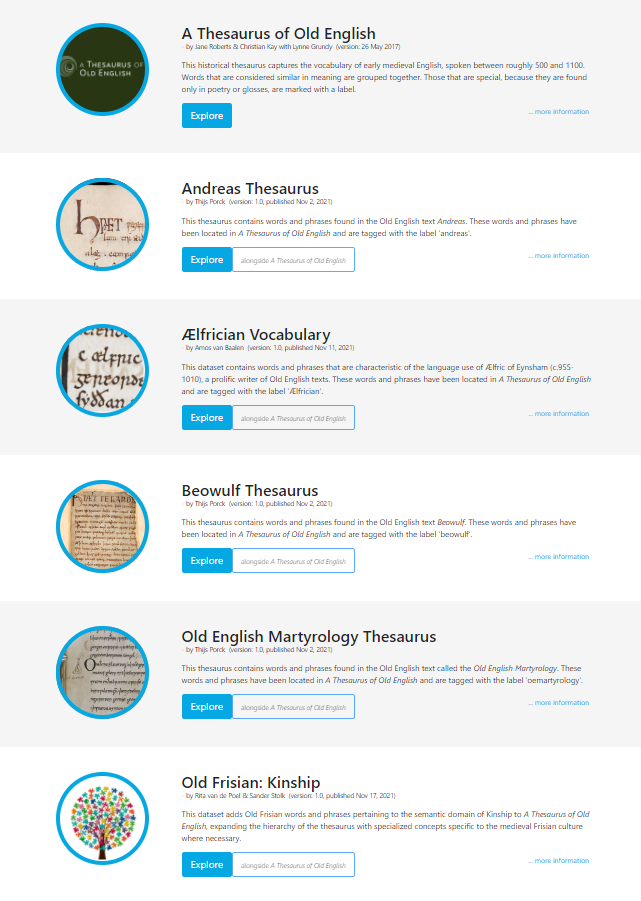 A THESAURUS OF
OLD ENGLISH
A Thesaurus of Old English
- by Jane Roberts & Christian Kay with Lynne Grundy (version: 26 May 2017)
This historical thesaurus captures the vocabulary of early medieval English, spoken between roughly 500 and 1100.
Words that are considered similar in meaning are grouped together. Those that are special, because they are found
only in poetry or glosses, are marked with a label.
Explore
... more information
Andreas Thesaurus
- by Thijs Porck (version: 1.0, published Nov 2, 2021)
This thesaurus contains words and phrases found in the Old English text Andreas. These words and phrases have
been located in A Thesaurus of Old English and are tagged with the label 'andreas'.
Explore
alongside A Thesaurus of Old English
... more information
Ælfrician Vocabulary
- by Amos van Baalen (version: 1.0, published Nov 11, 2021)
This dataset contains words and phrases that are characteristic of the language use of Ælfric of Eynsham (c.955-
1010), a prolific writer of Old English texts. These words and phrases have been located in A Thesaurus of Old English
and are tagged with the label 'Ælfrician'.
Explore
alongside A Thesaurus of Old English
... more information
Beowulf Thesaurus
- by Thijs Porck (version: 1.0, published Nov 2, 2021)
This thesaurus contains words and phrases found in the Old English text Beowulf. These words and phrases have
been located in A Thesaurus of Old English and are tagged with the label 'beowulf'.
Explore
alongside A Thesaurus of Old English
... more information
Old English Martyrology Thesaurus
- by Thijs Porck (version: 1.0, published Nov 2, 2021)
This thesaurus contains words and phrases found in the Old English text called the Old English Martyrology. These
words and phrases have been located in A Thesaurus of Old English and are tagged with the label 'oemartyrology'.
Explore
alongside A Thesaurus of Old English
... more information
Old Frisian: Kinship
- by Rita van de Poel & Sander Stolk (version: 1.0, published Nov 17, 2021)
This dataset adds Old Frisian words and phrases pertaining to the semantic domain of Kinship to A Thesaurus of Old
English, expanding the hierarchy of the thesaurus with specialized concepts specific to the medieval Frisian culture
where necessary.
Explore
alongside A Thesaurus of Old English
... more information